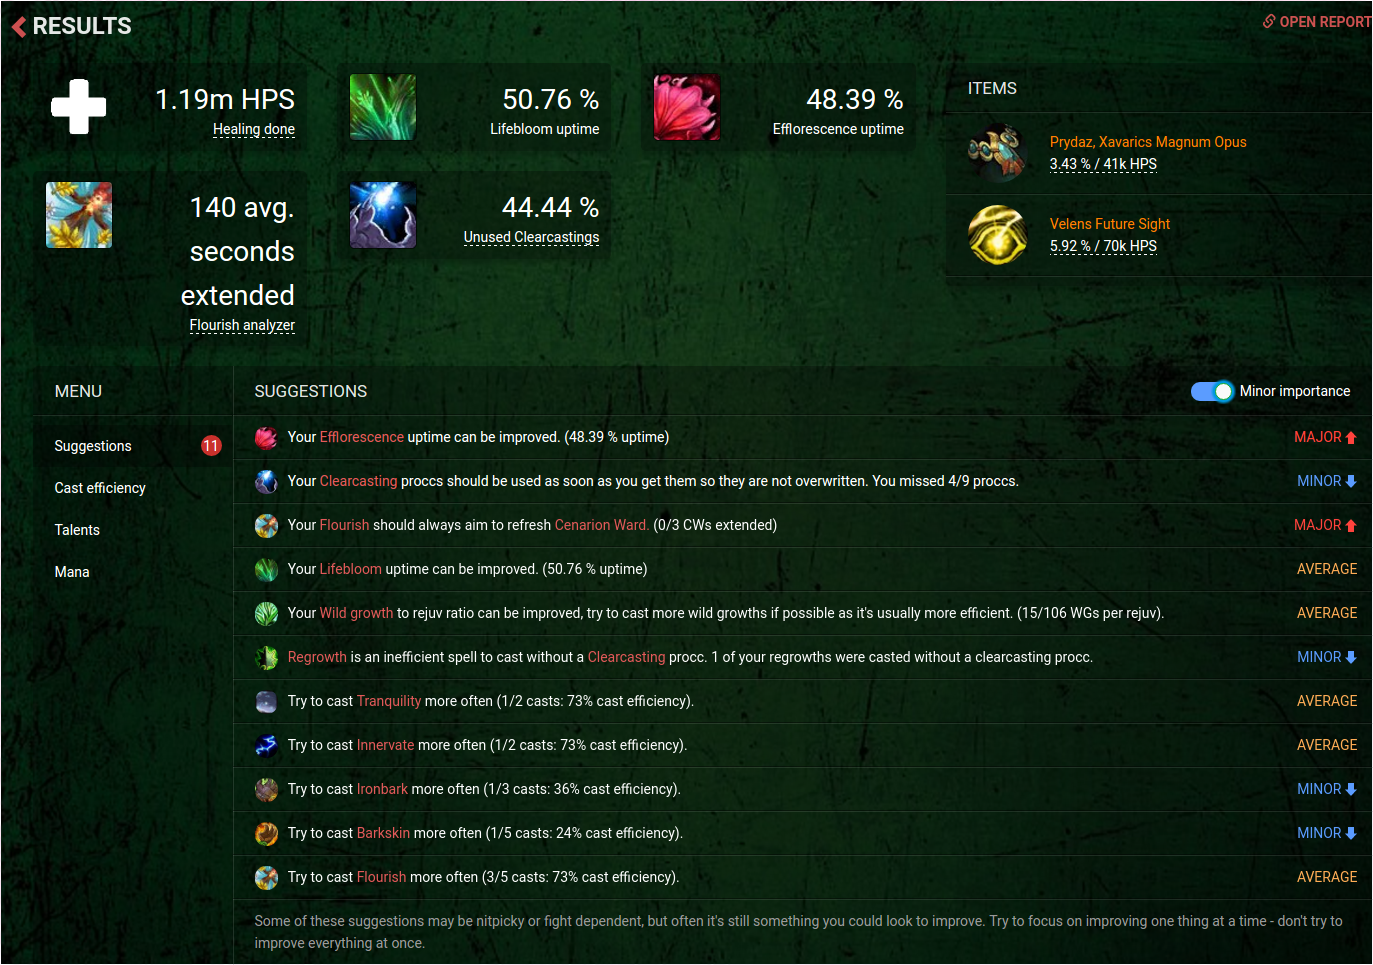 RESULTS
OPEN REPORT
1.19m HPS
Healing done
50.76 %
Lifebloom uptime
48.39 %
Efflorescence uptime
140 avg.
seconds
extended
Flourish analyzer
44.44 %
Unused Clearcastings
ITEMS
Prydaz, Xavarics Magnum Opus
3.43 % / 41k HPS
Velens Future Sight
5.92 % / 70k HPS
MENU
Suggestions 11
Cast efficiency
Talents
Mana
SUGGESTIONS
Minor importance
Your Efflorescence uptime can be improved. (48.39 % uptime) MAJOR
Your Clearcasting proccs should be used as soon as you get them so they are not overwritten. You missed 4/9 proccs. MINOR
Your Flourish should always aim to refresh Cenarion Ward. (0/3 CWs extended) MAJOR
Your Lifebloom uptime can be improved. (50.76 % uptime) AVERAGE
Your Wild growth to rejuv ratio can be improved, try to cast more wild growths if possible as it's usually more efficient. (15/106 WGs per rejuv). AVERAGE
Regrowth is an inefficient spell to cast without a Clearcasting procc. 1 of your regrowths were casted without a clearcasting procc. MINOR
Try to cast Tranquility more often (1/2 casts: 73% cast efficiency). AVERAGE
Try to cast Innervate more often (1/2 casts: 73% cast efficiency). AVERAGE
Try to cast Ironbark more often (1/3 casts: 36% cast efficiency). MINOR
Try to cast Barkskin more often (1/5 casts: 24% cast efficiency). MINOR
Try to cast Flourish more often (3/5 casts: 73% cast efficiency). AVERAGE
Some of these suggestions may be nitpicky or fight dependent, but often it's still something you could look to improve. Try to focus on improving one thing at a time - don't try to
improve everything at once.